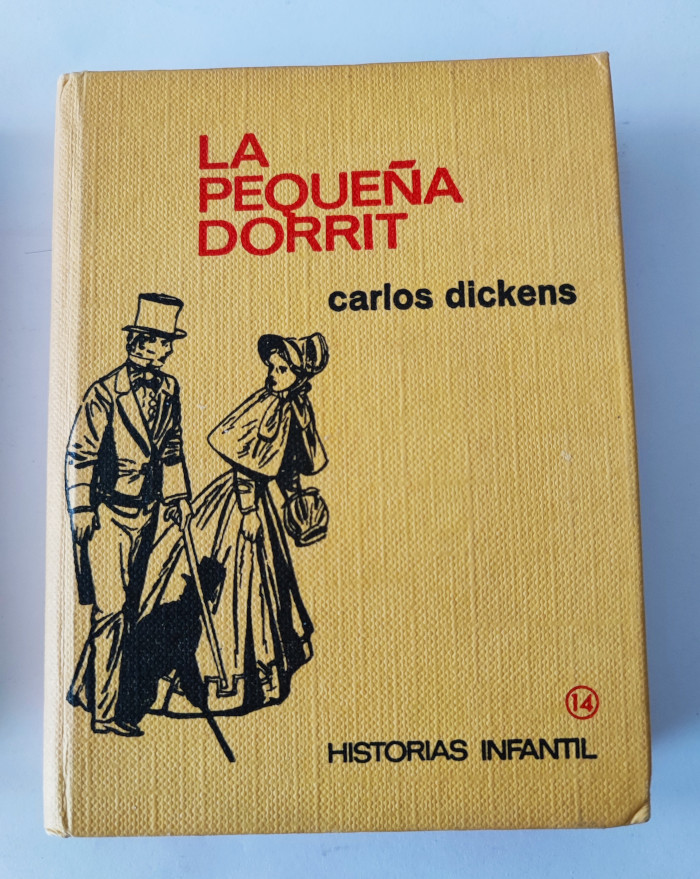 LA
PEQUEÑA
DORRIT
carlos dickens
14
HISTORIAS INFANTIL